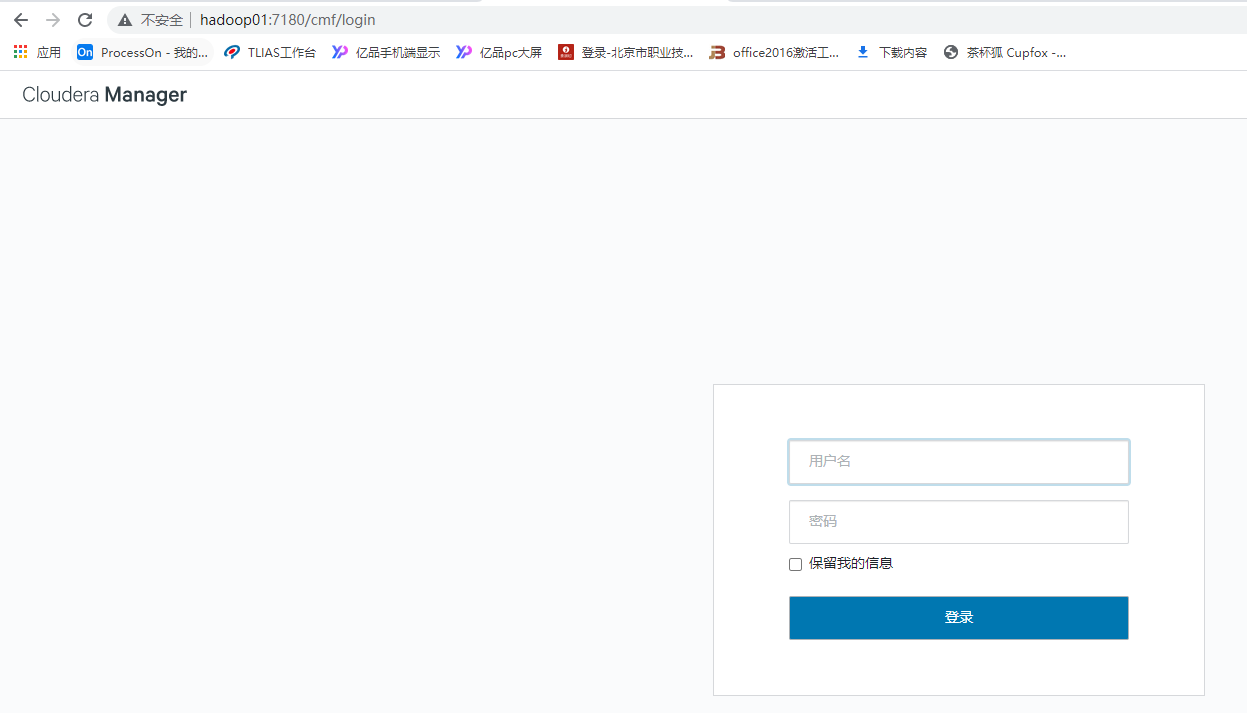 不安全 hadoop01:7180/cmf/login
应用 ProcessOn - 我的... TLIAS工作台 亿品手机端显示 亿品pc大屏 登录-北京市职业技... office2016激活工... 下载内容 茶杯狐 Cupfox -...
Cloudera Manager
用户名
密码
保留我的信息
登录